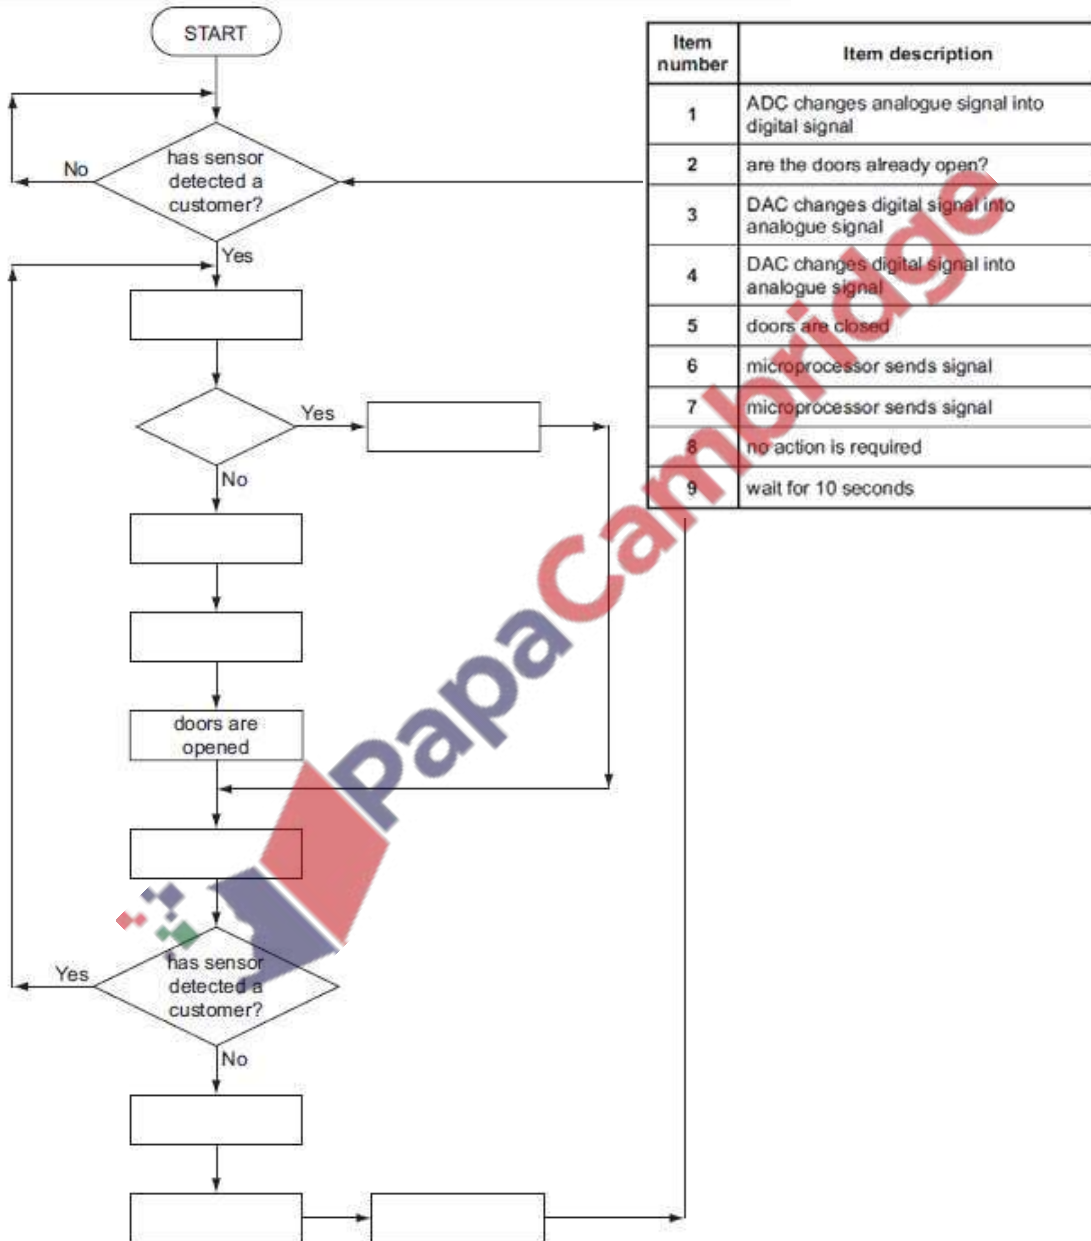 START
has sensor
detected a
customer?
No
Yes
Yes
No
doors are
opened
has sensor
detected a
customer?
Yes
No
Item
number
Item description
1
ADC changes analogue signal into
digital signal
2
are the doors already open?
3
DAC changes digital signal into
analogue signal
4
DAC changes digital signal into
analogue signal
5
doors are closed
6
microprocessor sends signal
7
microprocessor sends signal
8
no action is required
9
wait for 10 seconds
PapaCambridge